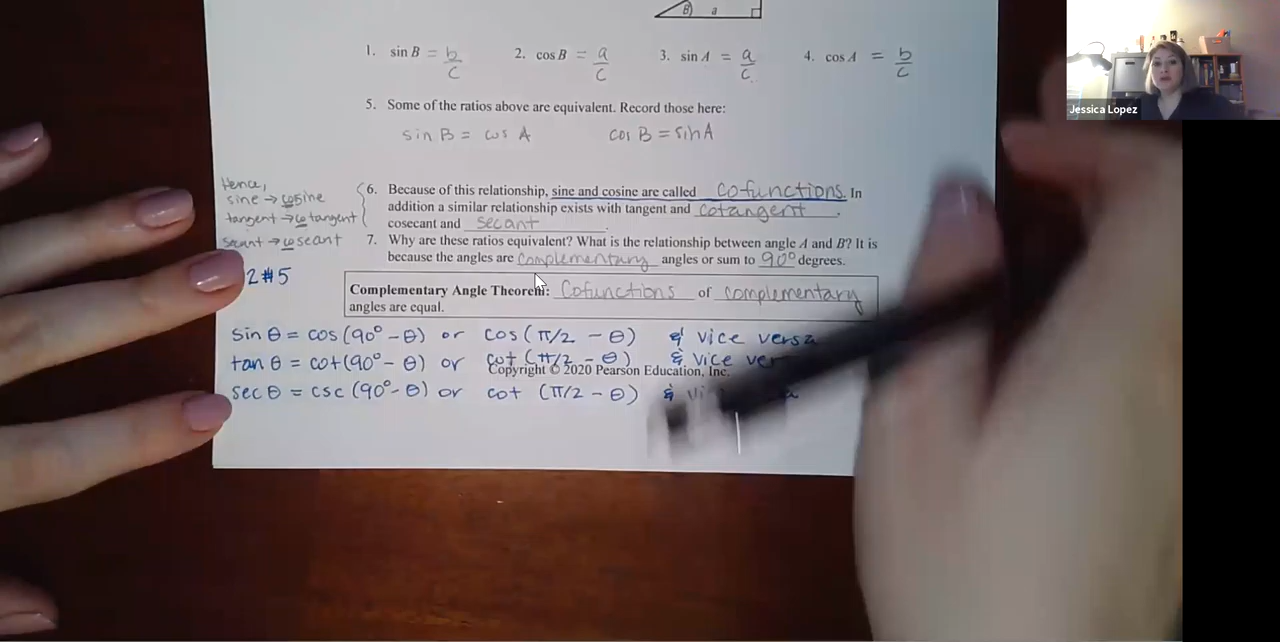 B) a
1. sin B = b/c 2. cos B = a/c 3. sin A = a/c. 4. cos A = b/c
Jessica Lopez
5. Some of the ratios above are equivalent. Record those here:
sin B = cos A cos B = sin A
Hence,
sine → cosine
tangent → cotangent
secant → coseant
6. Because of this relationship, sine and cosine are called cofunctions. In
addition a similar relationship exists with tangent and cotangent.
cosecant and secant.
7. Why are these ratios equivalent? What is the relationship between angle A and B? It is
because the angles are complementary angles or sum to 90° degrees.
2 #5
Complementary Angle Theorem: Cofunctions of complementary
angles are equal.
sin θ = cos (90° - θ) or cos (π/2 - θ) & vice versa
tan θ = cot (90° - θ) or cot (π/2 - θ) & vice
Copyright © 2020 Pearson Education, Inc.
sec θ = csc (90° - θ) or cot (π/2 - θ) &